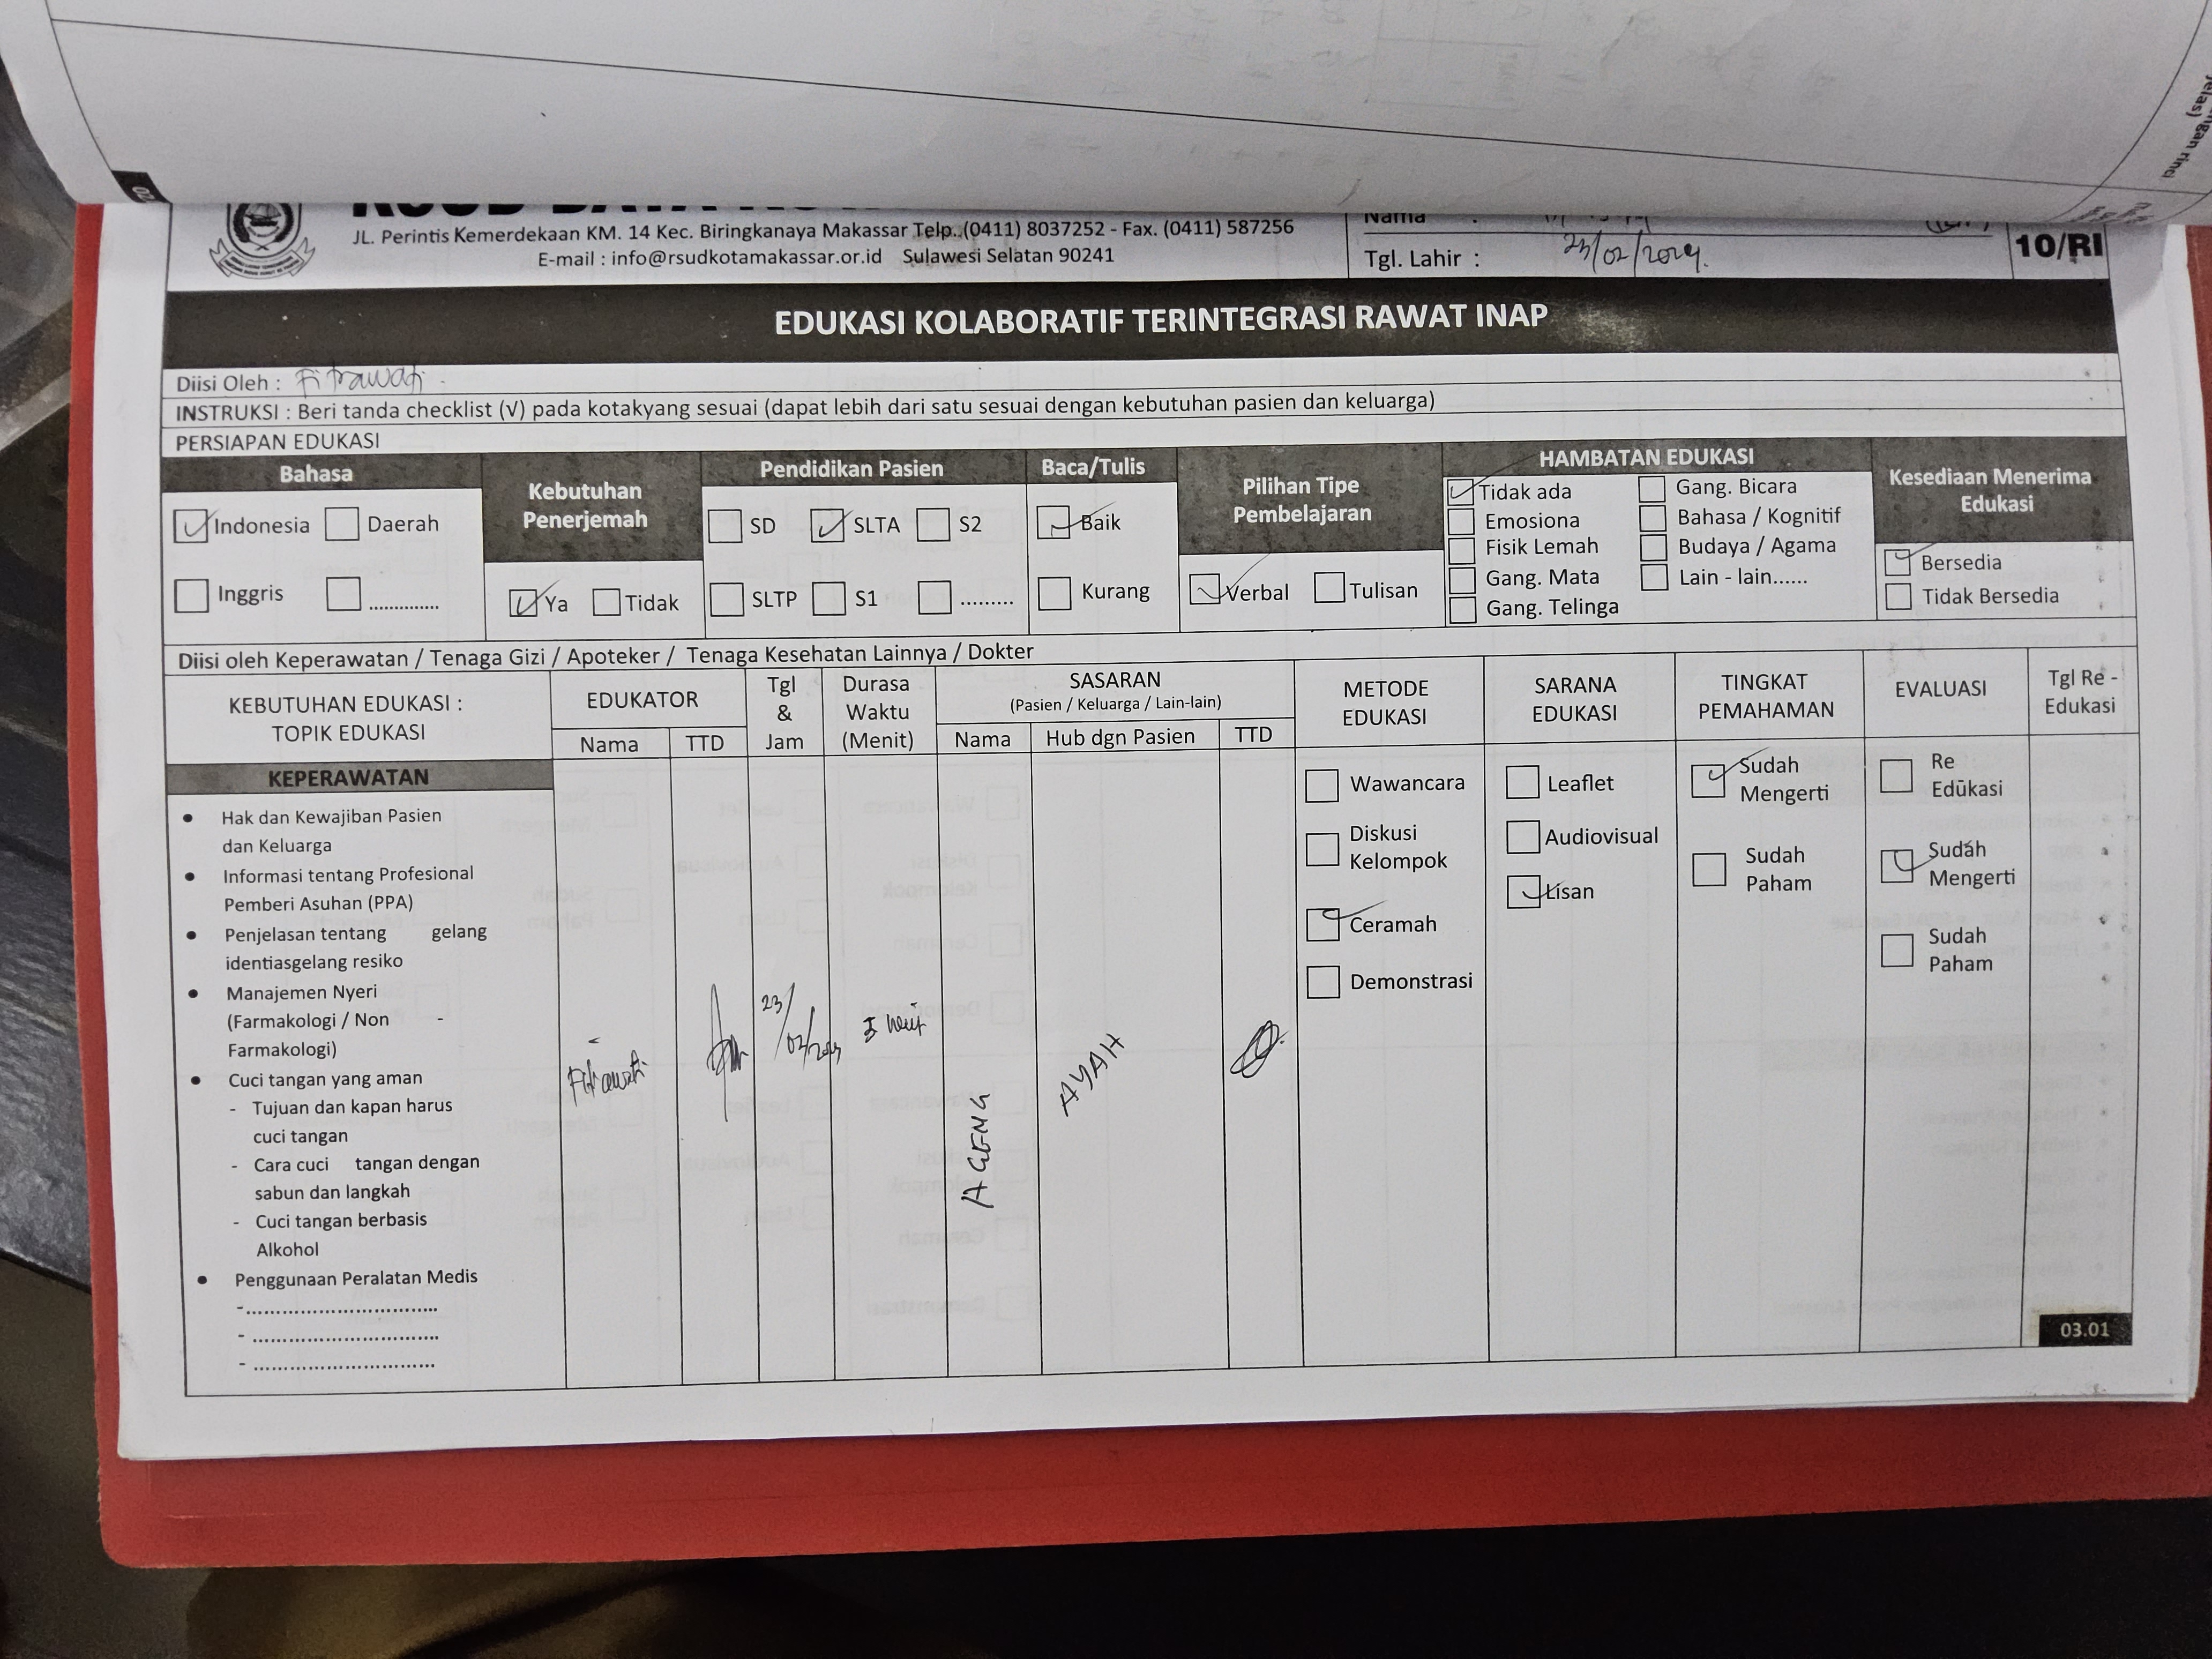 JL. Perintis Kemerdekaan KM. 14 Kec. Biringkanaya Makassar Telp. (0411) 8037252 - Fax. (0411) 587256
E-mail : info@rsudkotamakassar.or.id Sulawesi Selatan 90241
Nama :
Tgl. Lahir : 23/02/2024.
10/RI
EDUKASI KOLABORATIF TERINTEGRASI RAWAT INAP
Diisi Oleh : Fitrawati
INSTRUKSI : Beri tanda checklist (√) pada kotakyang sesuai (dapat lebih dari satu sesuai dengan kebutuhan pasien dan keluarga)
PERSIAPAN EDUKASI
Bahasa
Indonesia Daerah
Inggris .............
Kebutuhan
Penerjemah
Ya Tidak
Pendidikan Pasien
SD SLTA S2
SLTP S1 .........
Baca/Tulis
Baik
Kurang
Pilihan Tipe
Pembelajaran
Verbal Tulisan
HAMBATAN EDUKASI
Tidak ada Gang. Bicara
Emosiona Bahasa / Kognitif
Fisik Lemah Budaya / Agama
Gang. Mata Lain - lain......
Gang. Telinga
Kesediaan Menerima
Edukasi
Bersedia
Tidak Bersedia
Diisi oleh Keperawatan / Tenaga Gizi / Apoteker / Tenaga Kesehatan Lainnya / Dokter
KEBUTUHAN EDUKASI :
TOPIK EDUKASI
EDUKATOR
Nama TTD
Tgl
&
Jam
Durasa
Waktu
(Menit)
SASARAN
(Pasien / Keluarga / Lain-lain)
Nama Hub dgn Pasien TTD
METODE
EDUKASI
SARANA
EDUKASI
TINGKAT
PEMAHAMAN
EVALUASI
Tgl Re -
Edukasi
KEPERAWATAN
• Hak dan Kewajiban Pasien
dan Keluarga
• Informasi tentang Profesional
Pemberi Asuhan (PPA)
• Penjelasan tentang gelang
identiasgelang resiko
• Manajemen Nyeri
(Farmakologi / Non -
Farmakologi)
• Cuci tangan yang aman
- Tujuan dan kapan harus
cuci tangan
- Cara cuci tangan dengan
sabun dan langkah
- Cuci tangan berbasis
Alkohol
• Penggunaan Peralatan Medis
-................................
- ...............................
- ...............................
Fitrawati
23/
02/2024
5
AGENG
AYAH
Wawancara
Diskusi
Kelompok
Ceramah
Demonstrasi
Leaflet
Audiovisual
Lisan
Sudah
Mengerti
Sudah
Paham
Re
Edukasi
Sudah
Mengerti
Sudah
Paham
03.01